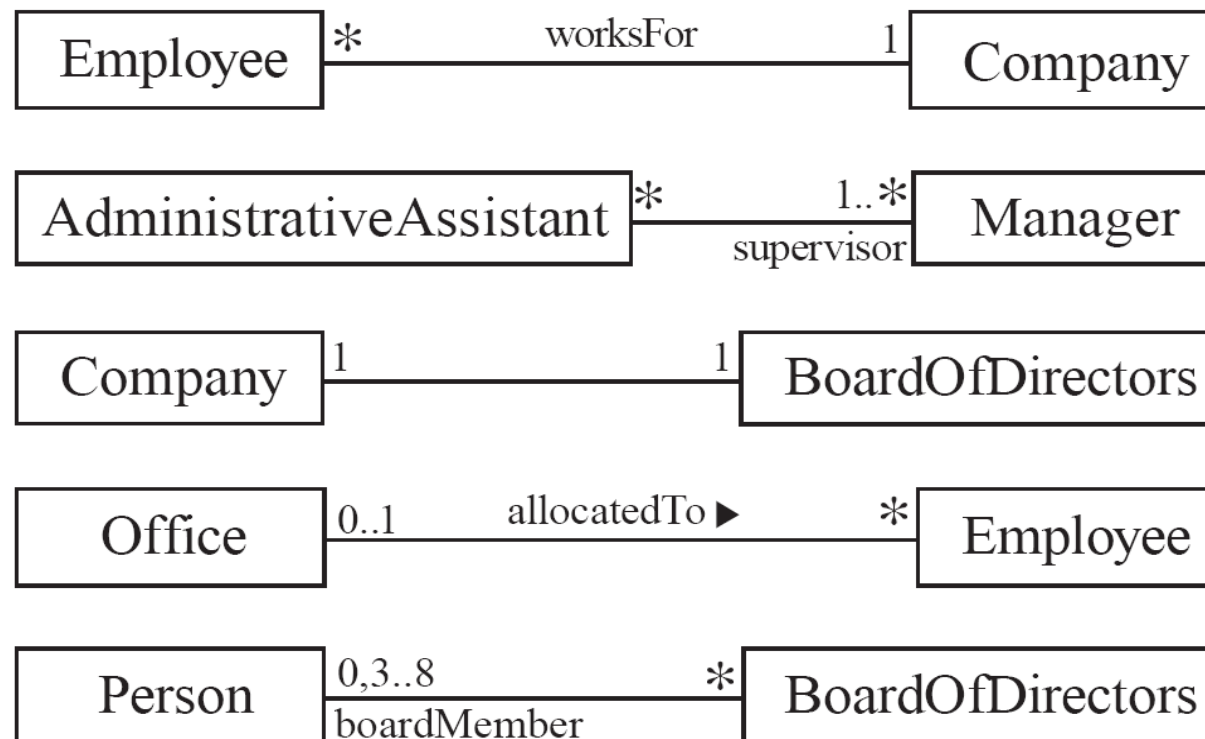 Employee * worksFor 1 Company
AdministrativeAssistant * 1..* Manager
supervisor
Company 1 1 BoardOfDirectors
Office 0..1 allocatedTo ▶ * Employee
Person 0,3..8 * BoardOfDirectors
boardMember